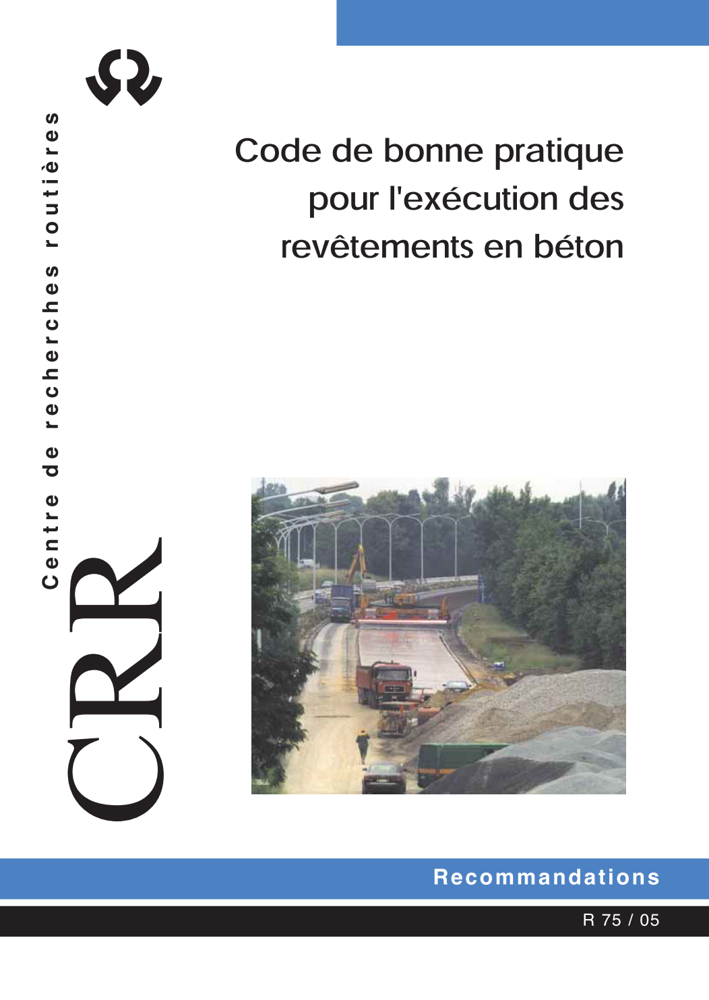 Code de bonne pratique
pour l'exécution des
revêtements en béton
Centre de recherches routières
CRR
Recommandations
R 75 / 05